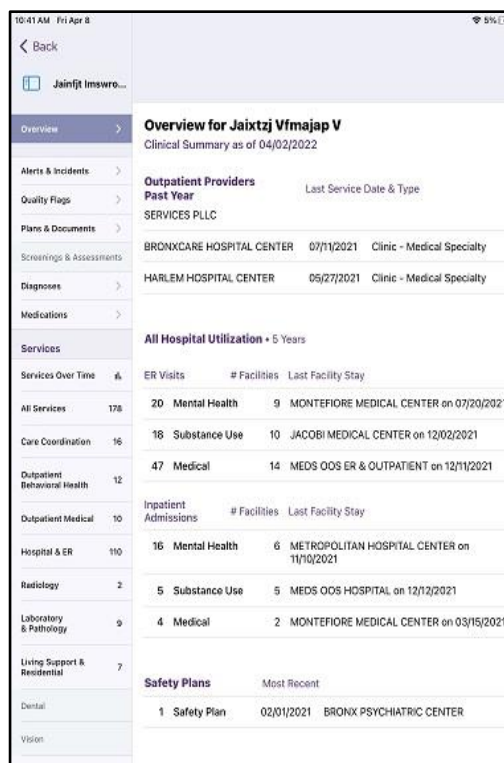 10:41 AM Fri Apr 8
5%
Back
Jainfjt Imswro...
Overview
Alerts & Incidents
Quality Flags
Plans & Documents
Screenings & Assessments
Diagnoses
Medications
Services
Services Over Time
All Services 178
Care Coordination 16
Outpatient
Behavioral Health 12
Outpatient Medical 10
Hospital & ER 110
Radiology 2
Laboratory
& Pathology 9
Living Support &
Residential 7
Dental
Vision
Overview for Jaixtzj Vfmajap V
Clinical Summary as of 04/02/2022
Outpatient Providers
Past Year
Last Service Date & Type
SERVICES PLLC
BRONXCARE HOSPITAL CENTER 07/11/2021 Clinic - Medical Specialty
HARLEM HOSPITAL CENTER 05/27/2021 Clinic - Medical Specialty
All Hospital Utilization • 5 Years
ER Visits # Facilities Last Facility Stay
20 Mental Health 9 MONTEFIORE MEDICAL CENTER on 07/20/2021
18 Substance Use 10 JACOBI MEDICAL CENTER on 12/02/2021
47 Medical 14 MEDS OOS ER & OUTPATIENT on 12/11/2021
Inpatient
Admissions
# Facilities Last Facility Stay
16 Mental Health 6 METROPOLITAN HOSPITAL CENTER on
11/10/2021
5 Substance Use 5 MEDS OOS HOSPITAL on 12/12/2021
4 Medical 2 MONTEFIORE MEDICAL CENTER on 03/15/2021
Safety Plans Most Recent
1 Safety Plan 02/01/2021 BRONX PSYCHIATRIC CENTER